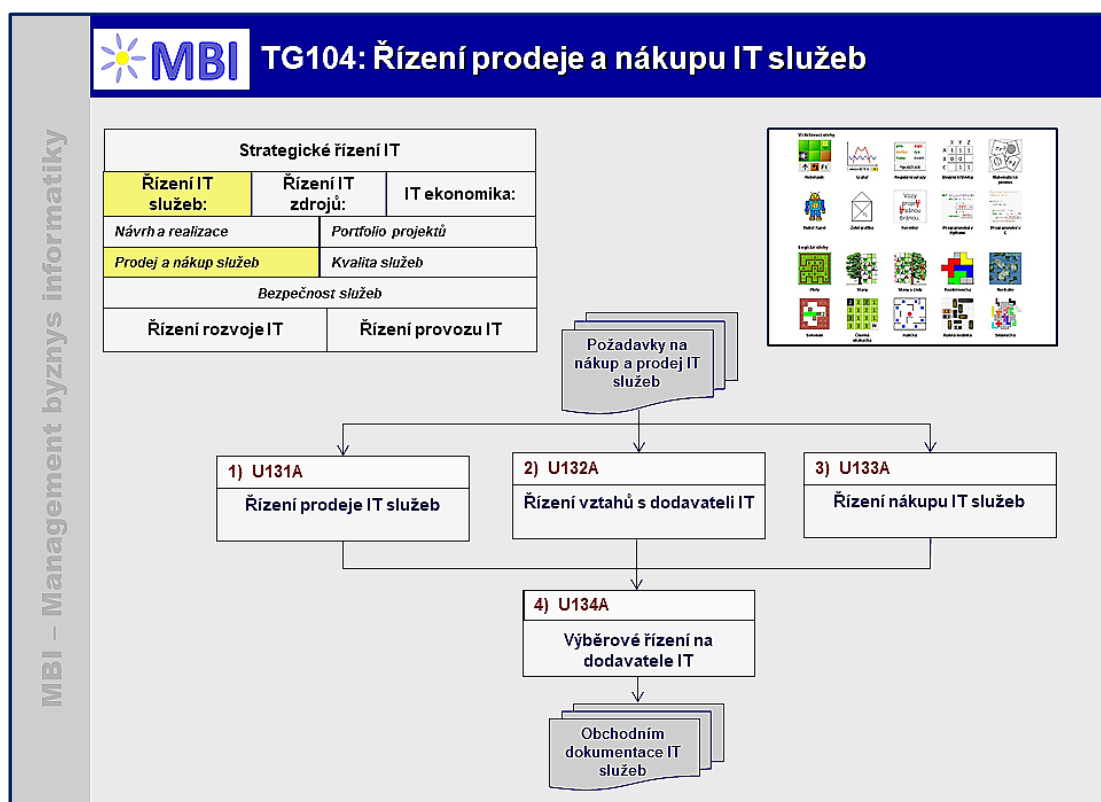 MBI
TG104: Řízení prodeje a nákupu IT služeb
MBI – Management byznys informatiky
Strategické řízení IT
Řízení IT
služeb:
Řízení IT
zdrojů:
IT ekonomika:
Návrh a realizace
Portfolio projektů
Prodej a nákup služeb
Kvalita služeb
Bezpečnost služeb
Řízení rozvoje IT
Řízení provozu IT
Požadavky na
nákup a prodej IT
služeb
1) U131A
Řízení prodeje IT služeb
2) U132A
Řízení vztahů s dodavateli IT
3) U133A
Řízení nákupu IT služeb
4) U134A
Výběrové řízení na
dodavatele IT
Obchodním
dokumentace IT
služeb